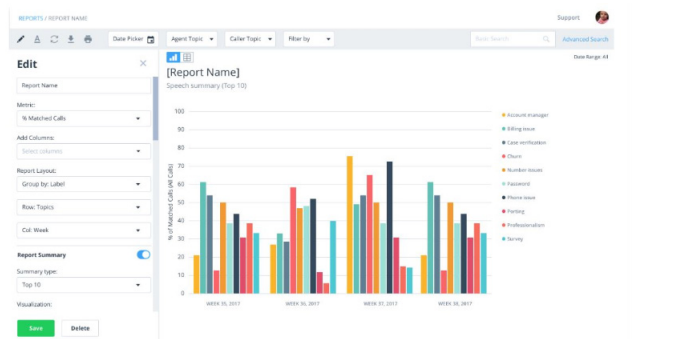 REPORTS / REPORT NAME
Support
Date Picker
Agent Topic
Caller Topic
Filter by
Basic Search
Advanced Search
Edit
Report Name
Metric:
% Matched Calls
Add Columns:
Select columns
Report Layout:
Group by: Label
Row: Topics
Col: Week
Report Summary
Summary type:
Top 10
Visualization:
Save
Delete
Date Range: All
[Report Name]
Speech summary (Top 10)
% of Matched Calls (All Calls)
100
90
80
70
60
50
40
30
20
10
0
WEEK 35, 2017
WEEK 36, 2017
WEEK 37, 2017
WEEK 38, 2017
Account manager
Billing issue
Case verification
Churn
Number issues
Password
Phone issue
Porting
Professionalism
Survey